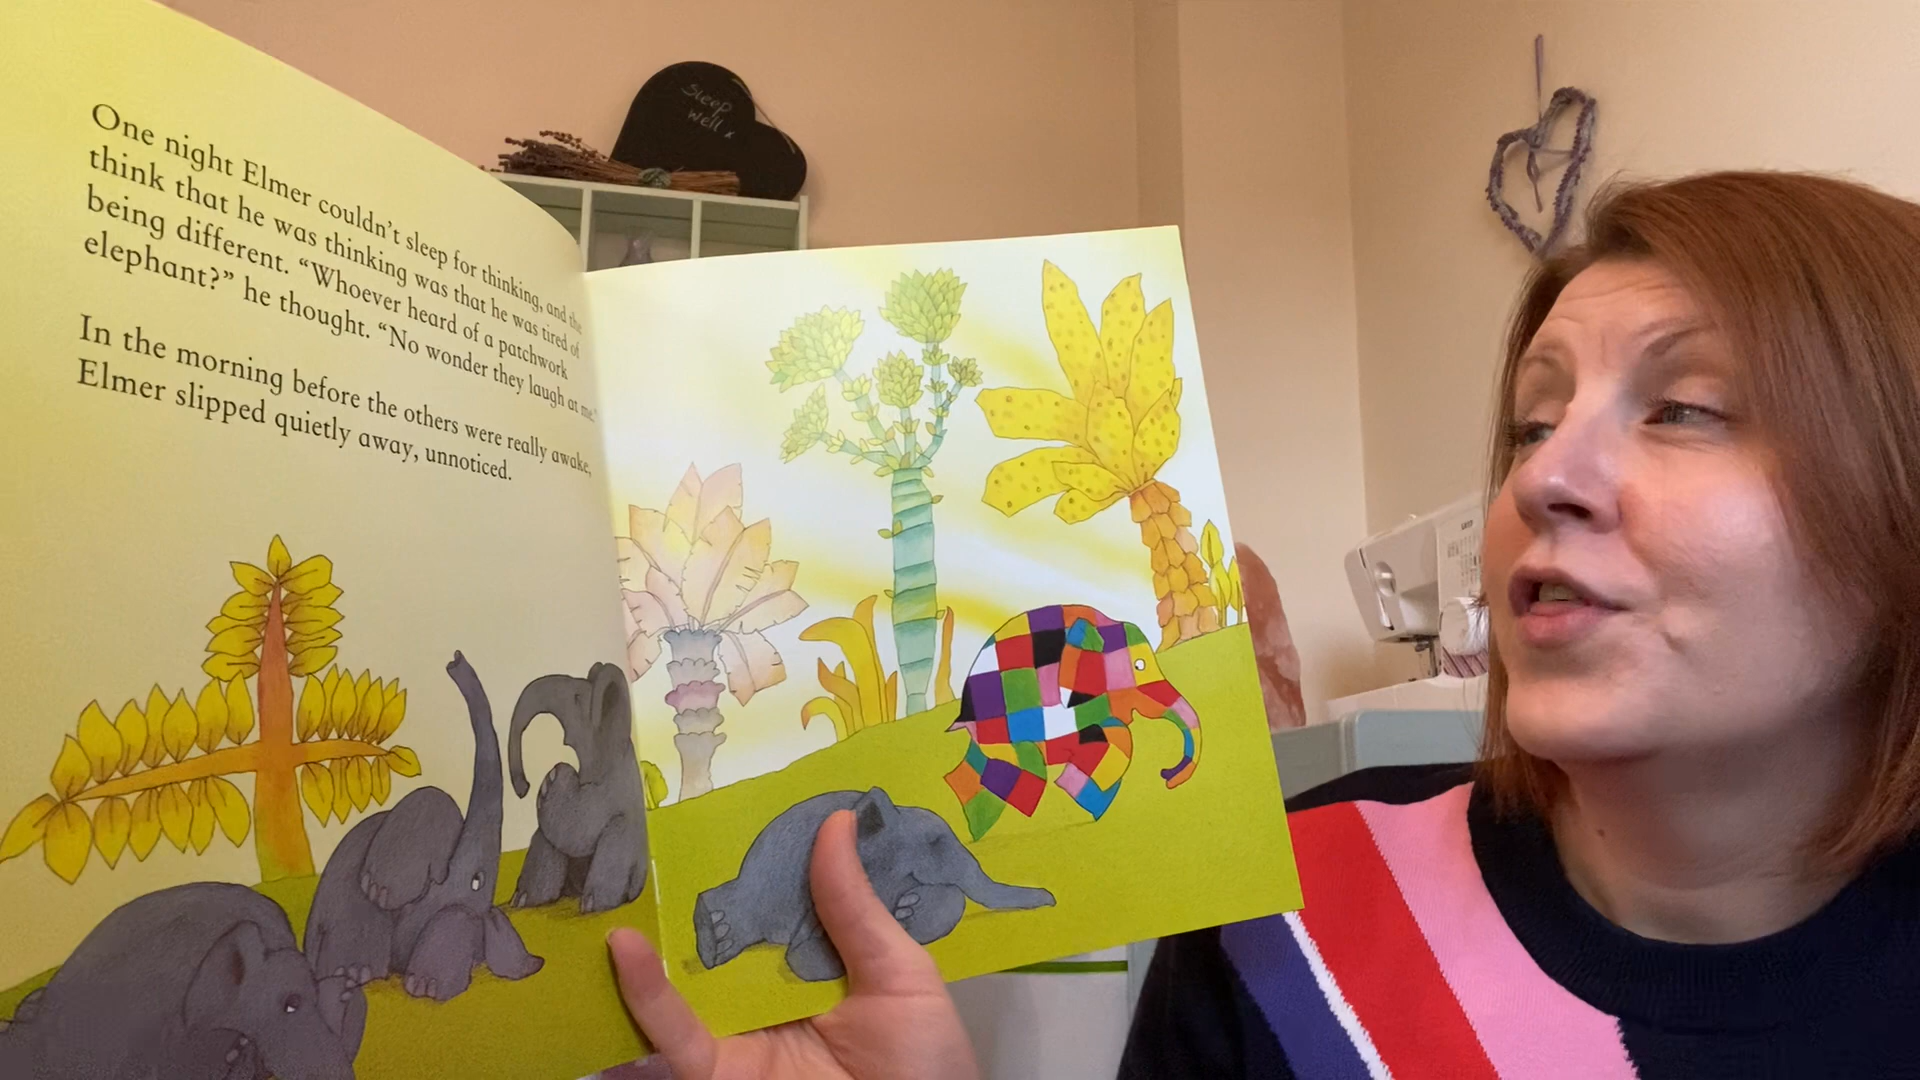 One night Elmer couldn't sleep for thinking, and the
think that he was thinking was that he was tired of
being different. “Whoever heard of a patchwork
elephant?” he thought. “No wonder they laugh at me.”
In the morning before the others were really awake,
Elmer slipped quietly away, unnoticed.
Sleep
well x